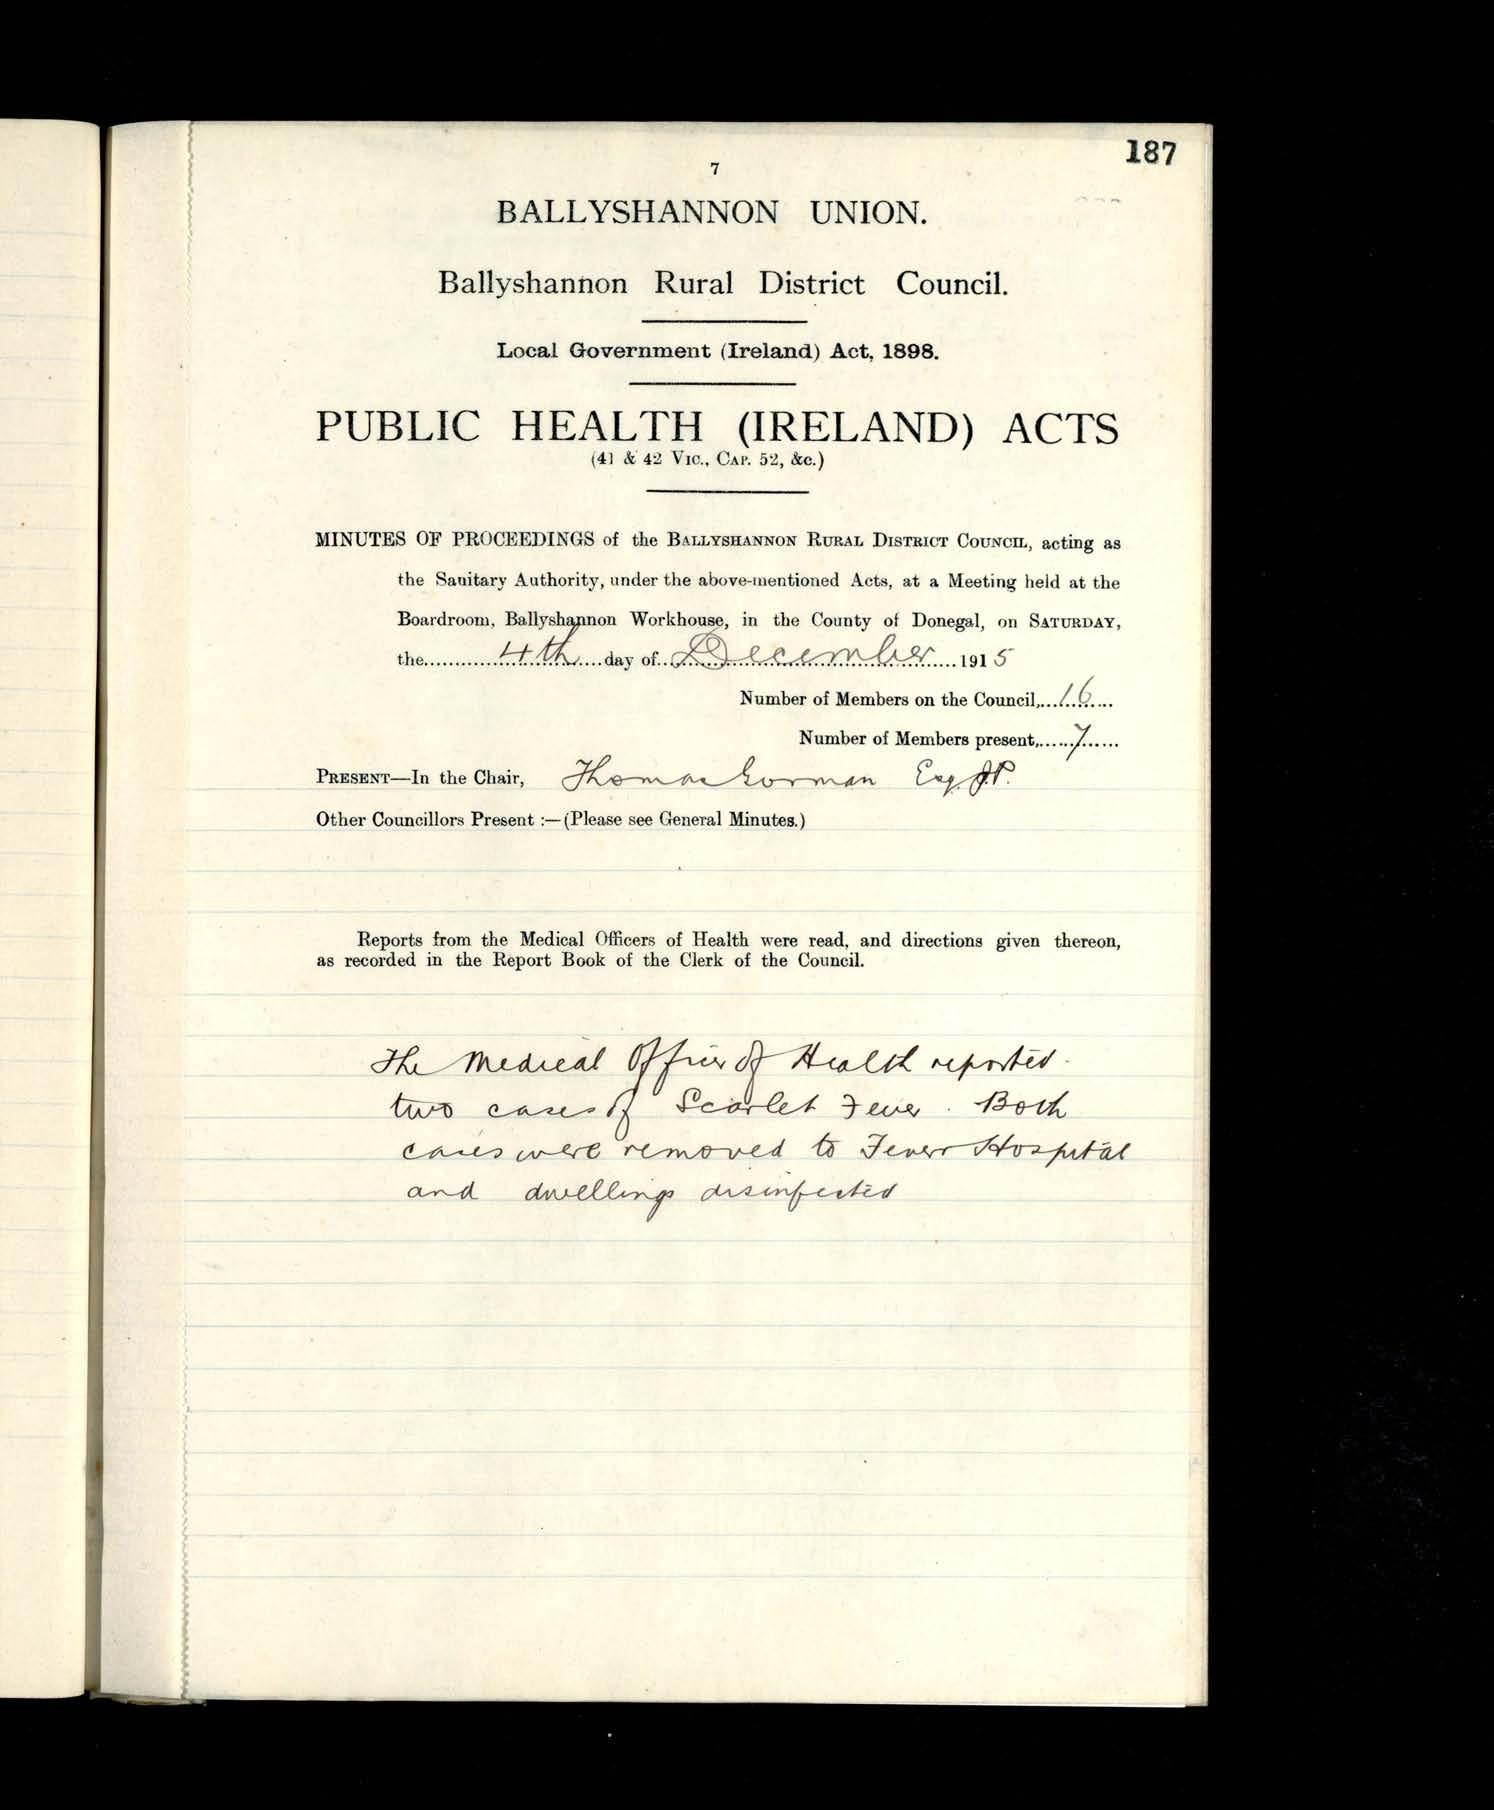 187
7
BALLYSHANNON UNION.
Ballyshannon Rural District Council.
Local Government (Ireland) Act, 1898.
PUBLIC HEALTH (IRELAND) ACTS
(41 & 42 Vic., Cap. 52, &c.)
MINUTES OF PROCEEDINGS of the Ballyshannon Rural District Council, acting as
the Sanitary Authority, under the above-mentioned Acts, at a Meeting held at the
Boardroom, Ballyshannon Workhouse, in the County of Donegal, on Saturday,
the 4th day of December 1915
Number of Members on the Council, 16
Number of Members present, 7
Present—In the Chair, Thomas Gorman Esq. J.P.
Other Councillors Present :—(Please see General Minutes.)
Reports from the Medical Officers of Health were read, and directions given thereon,
as recorded in the Report Book of the Clerk of the Council.
The Medical Officer of Health reported
two cases of Scarlet Fever. Both
cases were removed to Fever Hospital
and dwellings disinfected